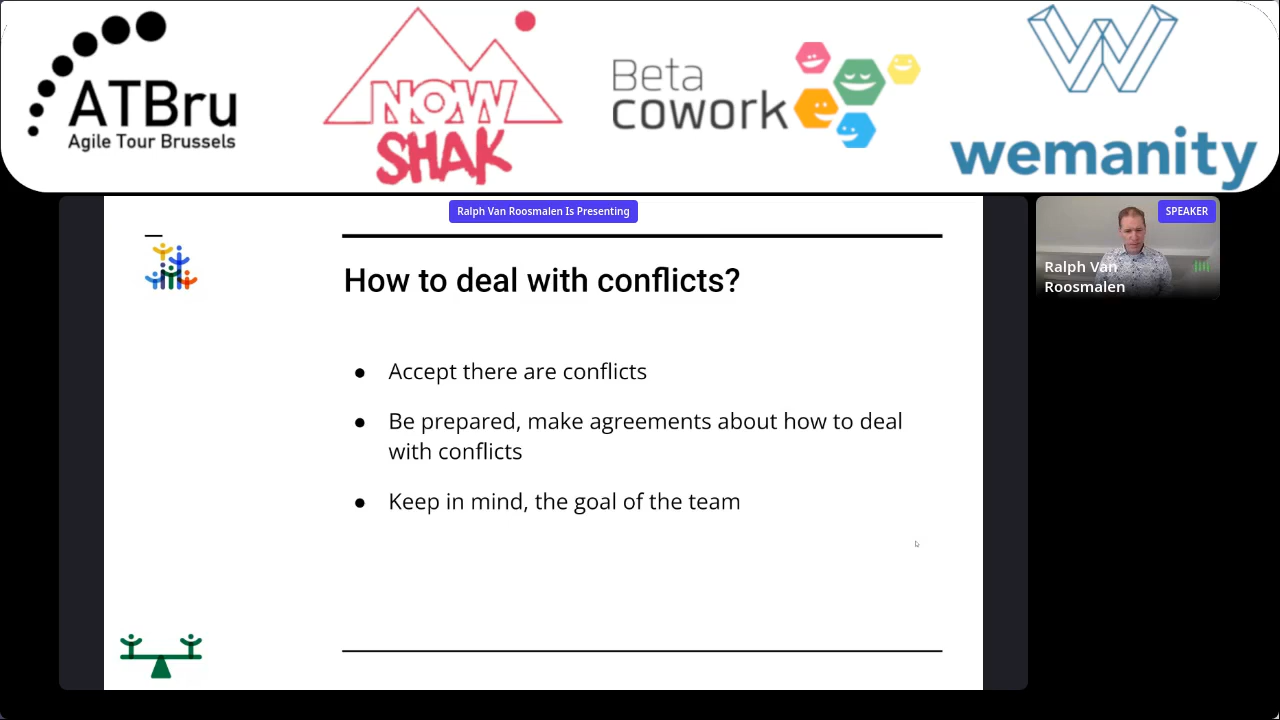 ATBru
Agile Tour Brussels
NOW
SHAK
Beta
cowork
wemanity
Ralph Van Roosmalen Is Presenting
SPEAKER
Ralph Van
Roosmalen
How to deal with conflicts?
● Accept there are conflicts
● Be prepared, make agreements about how to deal
with conflicts
● Keep in mind, the goal of the team